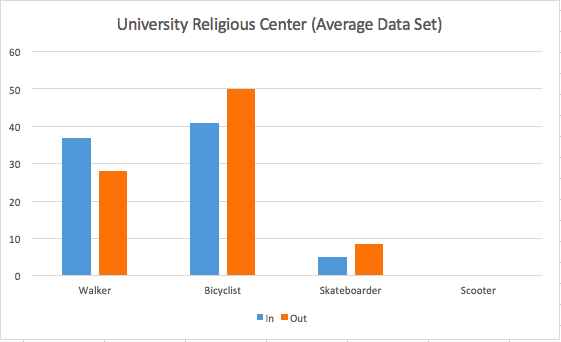 University Religious Center (Average Data Set)
60
50
40
30
20
10
0
Walker Bicyclist Skateboarder Scooter
In Out